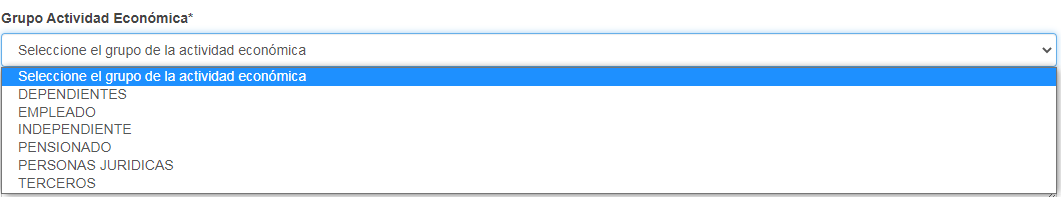 Grupo Actividad Económica*
Seleccione el grupo de la actividad económica
Seleccione el grupo de la actividad económica
DEPENDIENTES
EMPLEADO
INDEPENDIENTE
PENSIONADO
PERSONAS JURIDICAS
TERCEROS